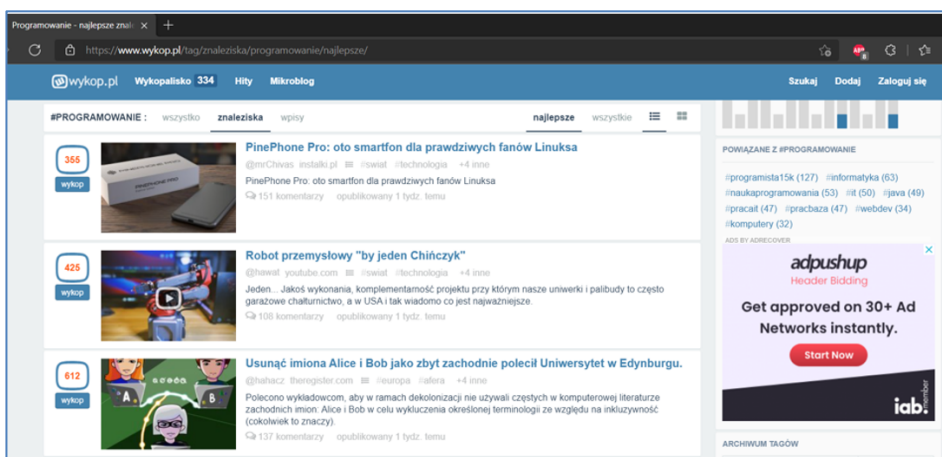 Programowanie - najlepsze znal
https://www.wykop.pl/tag/znaleziska/programowanie/najlepsze/
wykop.pl Wykopalisko 334 Hity Mikroblog Szukaj Dodaj Zaloguj się
#PROGRAMOWANIE : wszystko znaleziska wpisy najlepsze wszystkie
355
wykop
PinePhone Pro: oto smartfon dla prawdziwych fanów Linuksa
@mrChivas instalki.pl #swiat #technologia +4 inne
PinePhone Pro: oto smartfon dla prawdziwych fanów Linuksa
151 komentarzy opublikowany 1 tydz. temu
425
wykop
Robot przemysłowy "by jeden Chińczyk"
@hawat youtube.com #swiat #technologia +4 inne
Jeden... Jakoś wykonania, komplementarność projektu przy którym nasze uniwerki i palibudy to często
garażowe chałturnictwo, a w USA i tak wiadomo co jest najważniejsze.
108 komentarzy opublikowany 1 tydz. temu
612
wykop
A
B
Usunąć imiona Alice i Bob jako zbyt zachodnie polecił Uniwersytet w Edynburgu.
@hahacz theregister.com #europa #afera +4 inne
Polecono wykładowcom, aby w ramach dekolonizacji nie używali częstych w komputerowej literaturze
zachodnich imion: Alice i Bob w celu wykluczenia określonej terminologii ze względu na inkluzywność
(cokolwiek to znaczy).
137 komentarzy opublikowany 1 tydz. temu
POWIĄZANE Z #PROGRAMOWANIE
#programista15k (127) #informatyka (63)
#naukaprogramowania (53) #it (50) #java (49)
#pracait (47) #pracbaza (47) #webdev (34)
#komputery (32)
ADS BY ADRECOVER
adpushup
Header Bidding
Get approved on 30+ Ad
Networks instantly.
Start Now
iab.member
ARCHIWUM TAGÓW